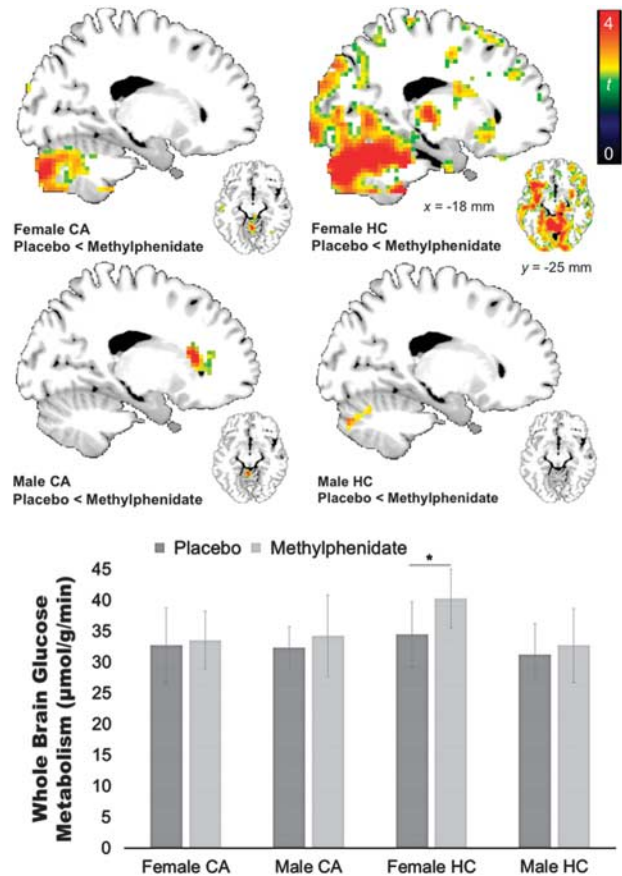 4
t
0
Female CA
Placebo < Methylphenidate
x = -18 mm
Female HC
Placebo < Methylphenidate
y = -25 mm
Male CA
Placebo < Methylphenidate
Male HC
Placebo < Methylphenidate
Placebo Methylphenidate
Whole Brain Glucose
Metabolism (µmol/g/min)
45
40
35
30
25
20
15
10
5
0
*
Female CA Male CA Female HC Male HC